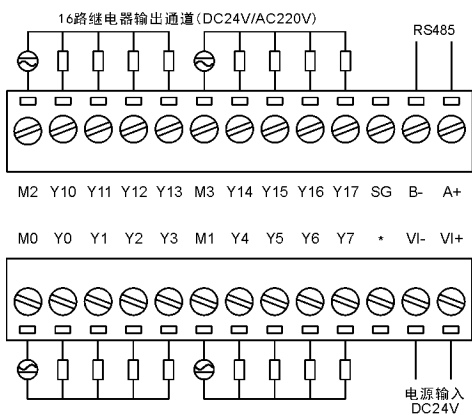 16路继电器输出通道(DC24V/AC220V)
RS485
M2 Y10 Y11 Y12 Y13 M3 Y14 Y15 Y16 Y17 SG B- A+
M0 Y0 Y1 Y2 Y3 M1 Y4 Y5 Y6 Y7 * VI- VI+
电源输入
DC24V